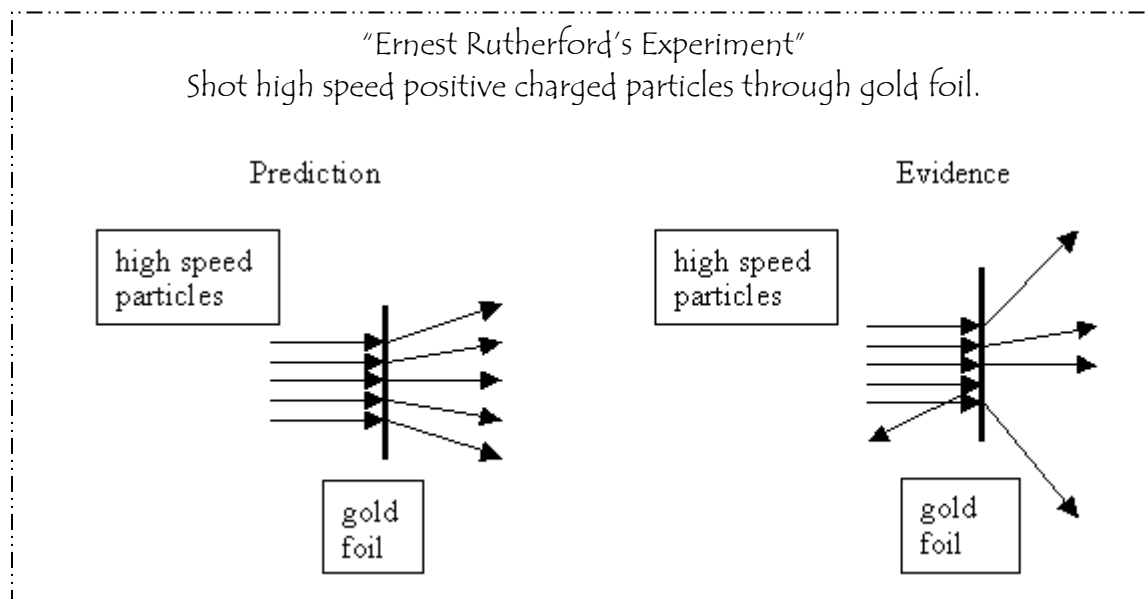 “Ernest Rutherford’s Experiment”
Shot high speed positive charged particles through gold foil.
Prediction
high speed
particles
gold
foil
Evidence
high speed
particles
gold
foil